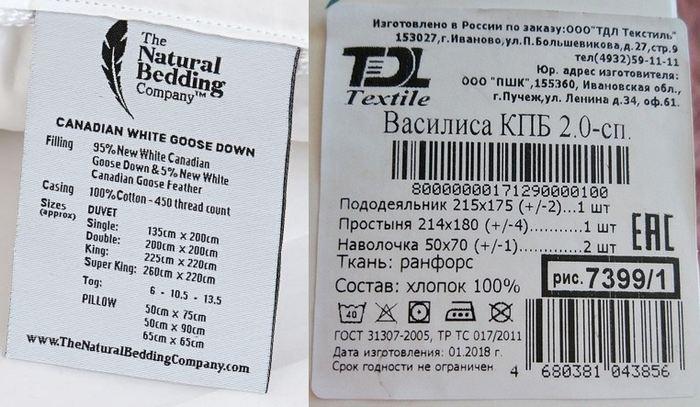 The
Natural
Bedding
Company™
CANADIAN WHITE GOOSE DOWN
Filling 95% New White Canadian
Goose Down & 5% New White
Canadian Goose Feather
Casing 100% Cotton - 450 thread count
Sizes (approx) DUVET
Single: 135cm x 200cm
Double: 200cm x 200cm
King: 225cm x 220cm
Super King: 260cm x 220cm
Tog: 6 - 10.5 - 13.5
PILLOW 50cm x 75cm
50cm x 90cm
65cm x 65cm
www.TheNaturalBeddingCompany.com
Изготовлено в России по заказу:ООО"ТДЛ Текстиль"
153027,г.Иваново,ул.П.Большевикова,д.27,стр.9
тел(4932)59-11-11
Юр. адрес изготовителя:
ООО "ПШК",155360, Ивановская обл.,
г.Пучеж,ул. Ленина д.34, оф.61.
TDL
Textile
Василиса КПБ 2.0-сп.
80000000171290000100
Пододеяльник 215х175 (+/-2)...1 шт
Простыня 214х180 (+/-4)...........1 шт
Наволочка 50х70 (+/-1)............2 шт
Ткань: ранфорс
EAC
Состав: хлопок 100%
рис.7399/1
40
ГОСТ 31307-2005, ТР ТС 017/2011
Дата изготовления: 01.2018 г.
Срок годности не ограничен
4 680381 043856